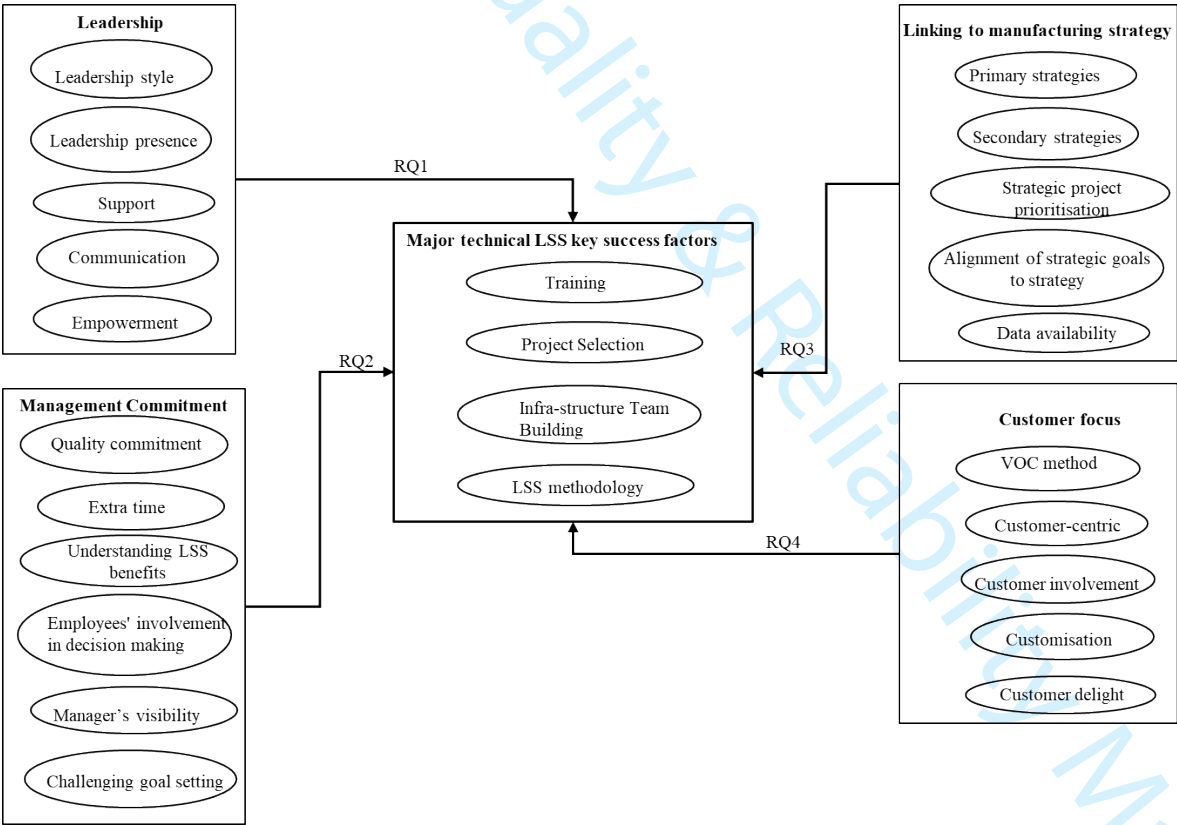 Leadership
Leadership style
Leadership presence
Support
Communication
Empowerment
Management Commitment
Quality commitment
Extra time
Understanding LSS
benefits
Employees' involvement
in decision making
Manager’s visibility
Challenging goal setting
RQ1
RQ2
Major technical LSS key success factors
Training
Project Selection
Infra-structure Team
Building
LSS methodology
RQ3
RQ4
Linking to manufacturing strategy
Primary strategies
Secondary strategies
Strategic project
prioritisation
Alignment of strategic goals
to strategy
Data availability
Customer focus
VOC method
Customer-centric
Customer involvement
Customisation
Customer delight
& Reliability